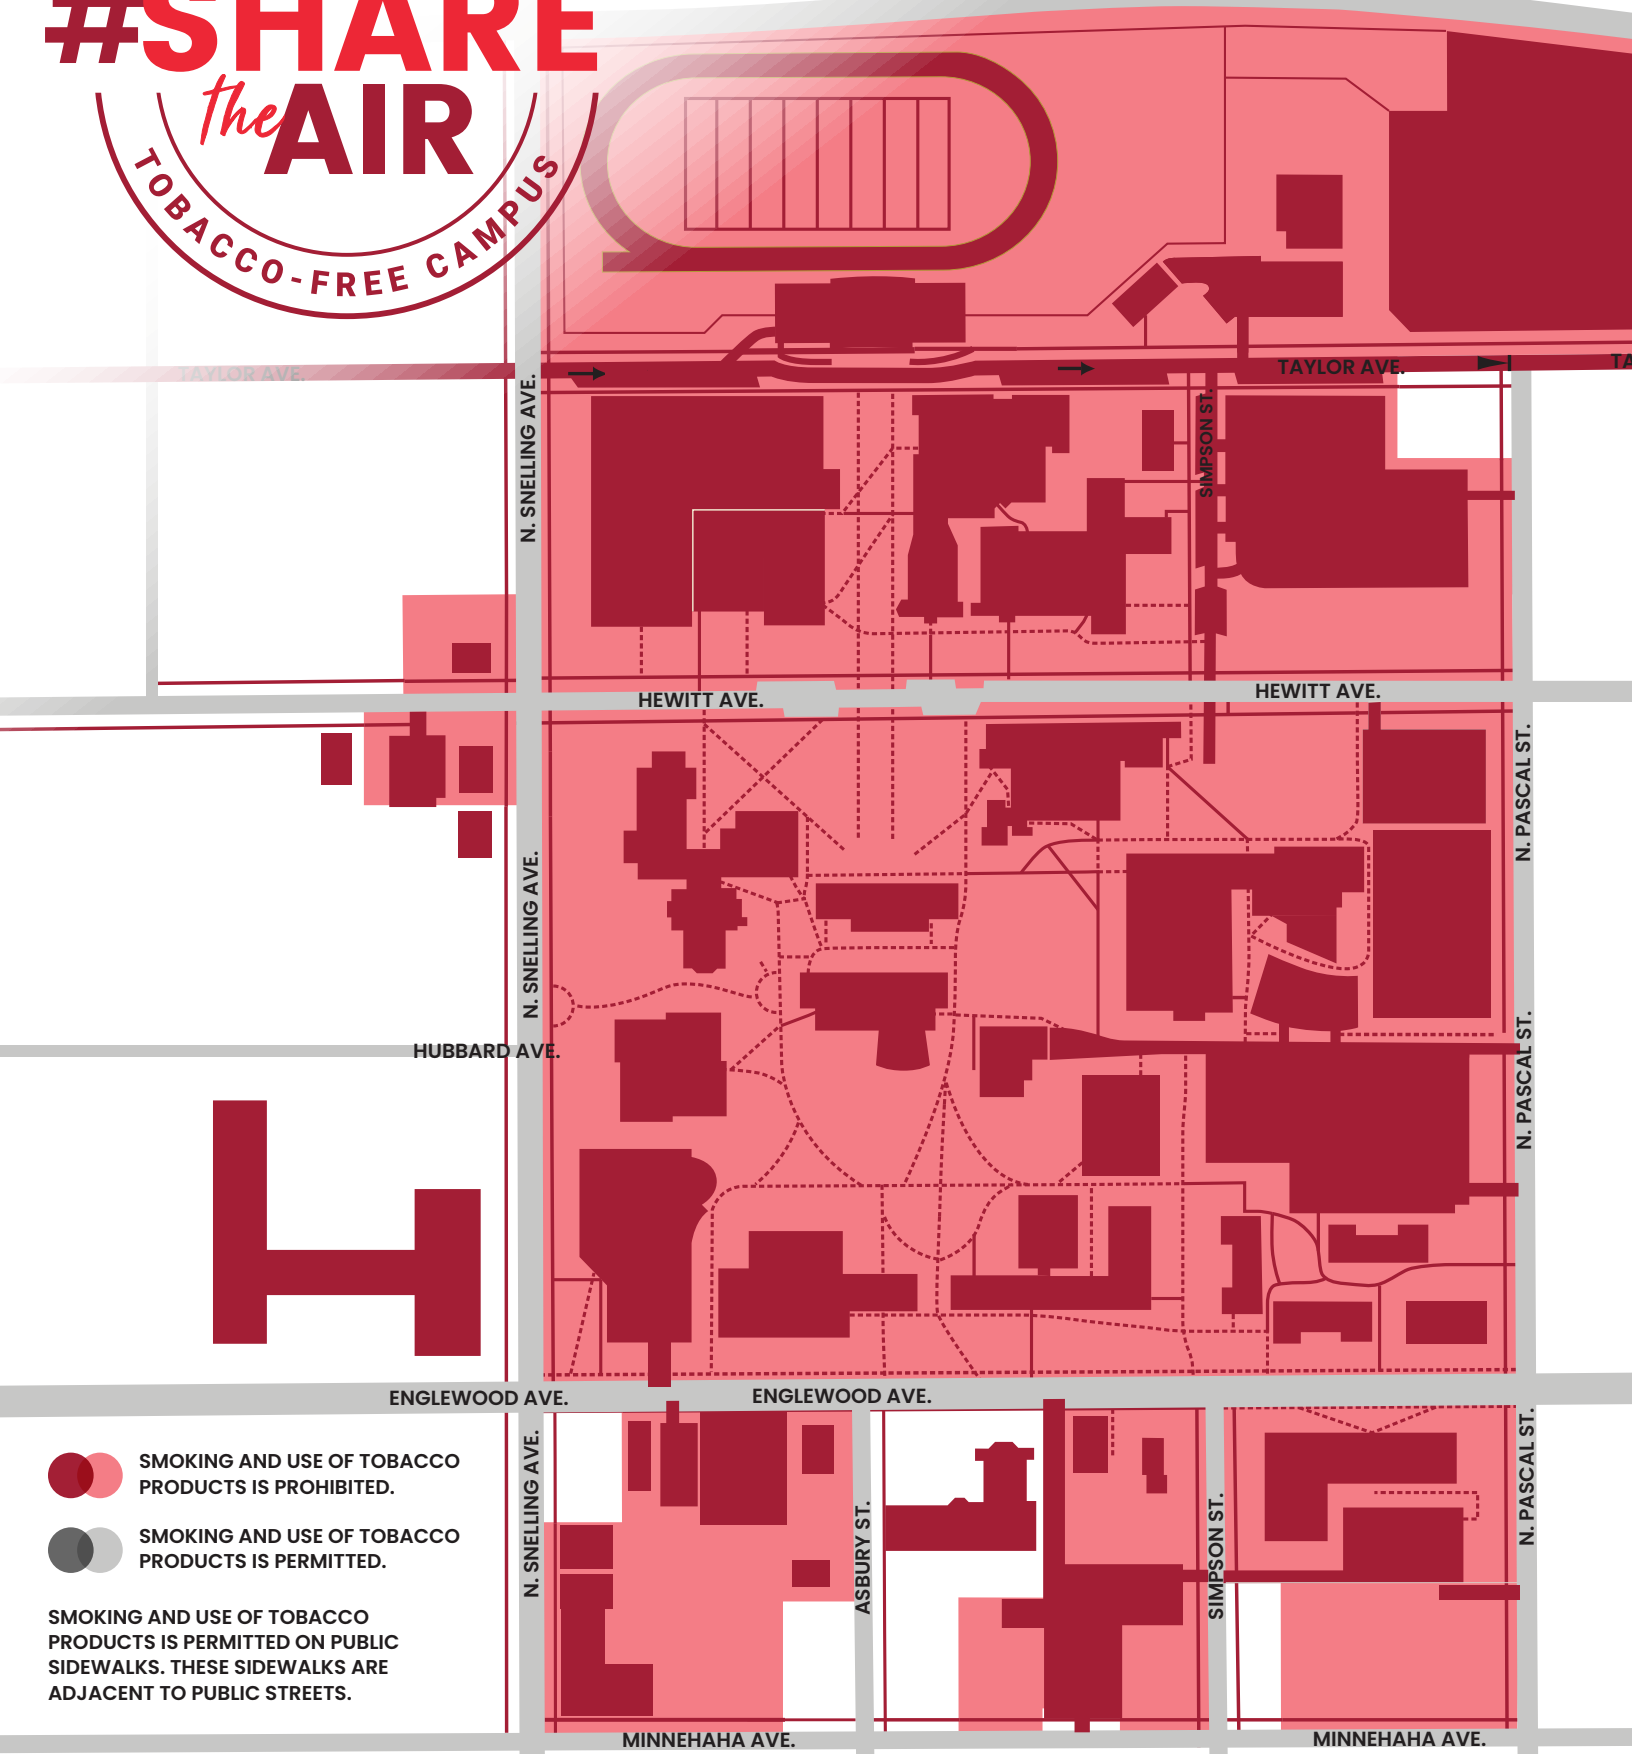 #SHARE
the AIR
TOBACCO-FREE CAMPUS
TAYLOR AVE.
TAYLOR AVE.
TA
N. SNELLING AVE.
SIMPSON ST.
HEWITT AVE.
HEWITT AVE.
N. PASCAL ST.
N. SNELLING AVE.
HUBBARD AVE.
N. PASCAL ST.
ENGLEWOOD AVE.
ENGLEWOOD AVE.
N. SNELLING AVE.
ASBURY ST.
SIMPSON ST.
N. PASCAL ST.
SMOKING AND USE OF TOBACCO
PRODUCTS IS PROHIBITED.
SMOKING AND USE OF TOBACCO
PRODUCTS IS PERMITTED.
SMOKING AND USE OF TOBACCO
PRODUCTS IS PERMITTED ON PUBLIC
SIDEWALKS. THESE SIDEWALKS ARE
ADJACENT TO PUBLIC STREETS.
MINNEHAHA AVE.
MINNEHAHA AVE.